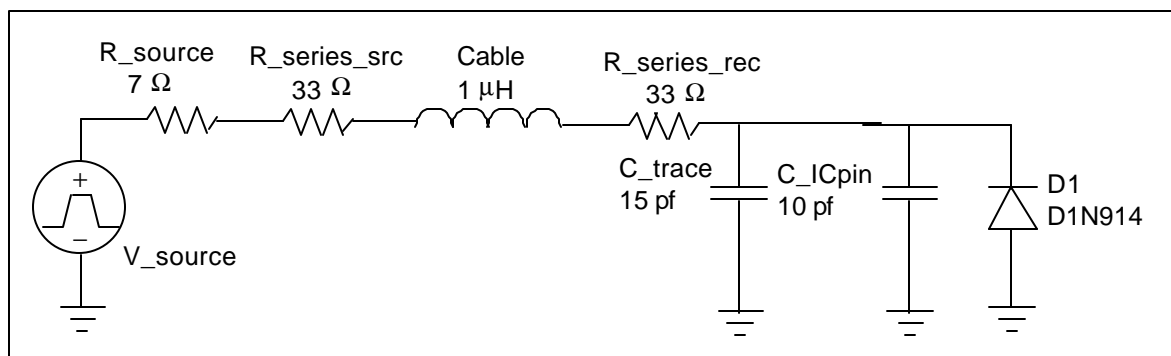 R_source
7 Ω
R_series_src
33 Ω
Cable
1 μH
R_series_rec
33 Ω
C_trace
15 pf
C_ICpin
10 pf
D1
D1N914
+
−
V_source